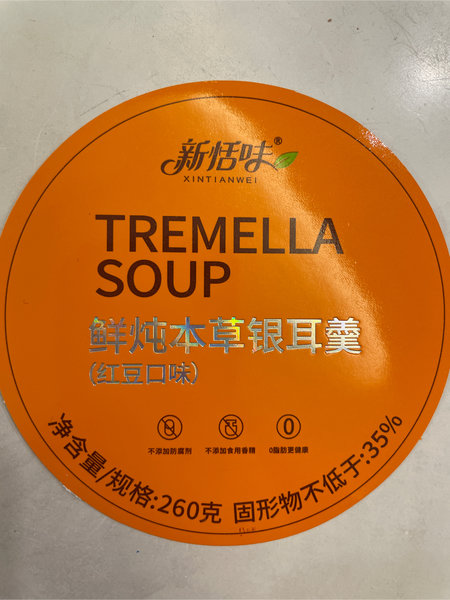 新恬味®
XINTIANWEI
TREMELLA
SOUP
鲜炖本草银耳羹
(红豆口味)
不添加防腐剂 不添加食用香精 0脂肪更健康
净含量/规格:260克 固形物不低于:35%